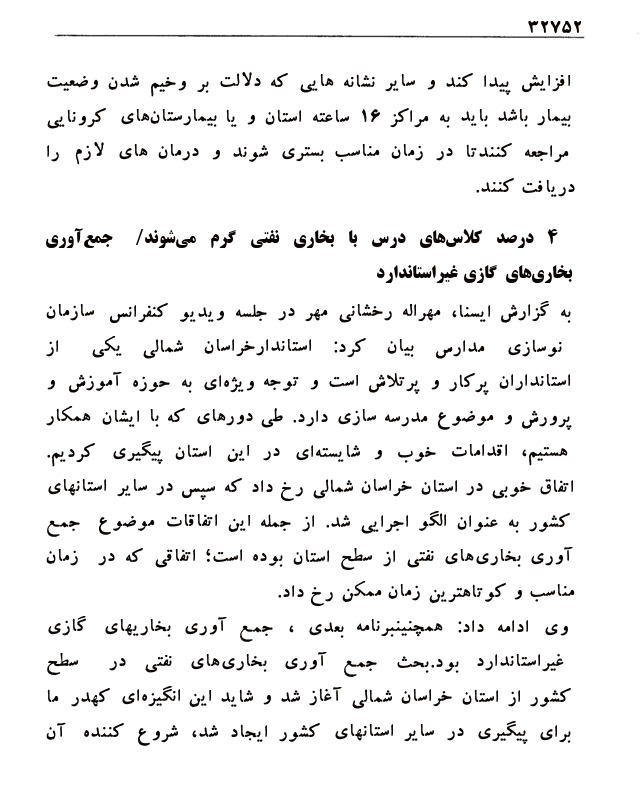 ۳۲۷۵۲
افزایش پیدا کند و سایر نشانه هایی که دلالت بر وخیم شدن وضعیت
بیمار باشد باید به مراکز ۱۶ ساعته استان و یا بیمارستان‌های کرونایی
مراجعه کنندتا در زمان مناسب بستری شوند و درمان های لازم را
دریافت کنند.
۴ درصد کلاس‌های درس با بخاری نفتی گرم می‌شوند/ جمع‌آوری
بخاری‌های گازی غیراستاندارد
به گزارش ایسنا، مهراله رخشانی مهر در جلسه ویدیو کنفرانس سازمان
نوسازی مدارس بیان کرد: استاندارخراسان شمالی یکی از
استانداران پرکار و پرتلاش است و توجه ویژه‌ای به حوزه آموزش و
پرورش و موضوع مدرسه سازی دارد. طی دورهای که با ایشان همکار
هستیم، اقدامات خوب و شایسته‌ای در این استان پیگیری کردیم.
اتفاق خوبی در استان خراسان شمالی رخ داد که سپس در سایر استانهای
کشور به عنوان الگو اجرایی شد. از جمله این اتفاقات موضوع جمع
آوری بخاری‌های نفتی از سطح استان بوده است؛ اتفاقی که در زمان
مناسب و کوتاهترین زمان ممکن رخ داد.
وی ادامه داد: همچنینبرنامه بعدی ، جمع آوری بخاریهای گازی
غیراستاندارد بود.بحث جمع آوری بخاری‌های نفتی در سطح
کشور از استان خراسان شمالی آغاز شد و شاید این انگیزه‌ای کهدر ما
برای پیگیری در سایر استانهای کشور ایجاد شد، شروع کننده آن